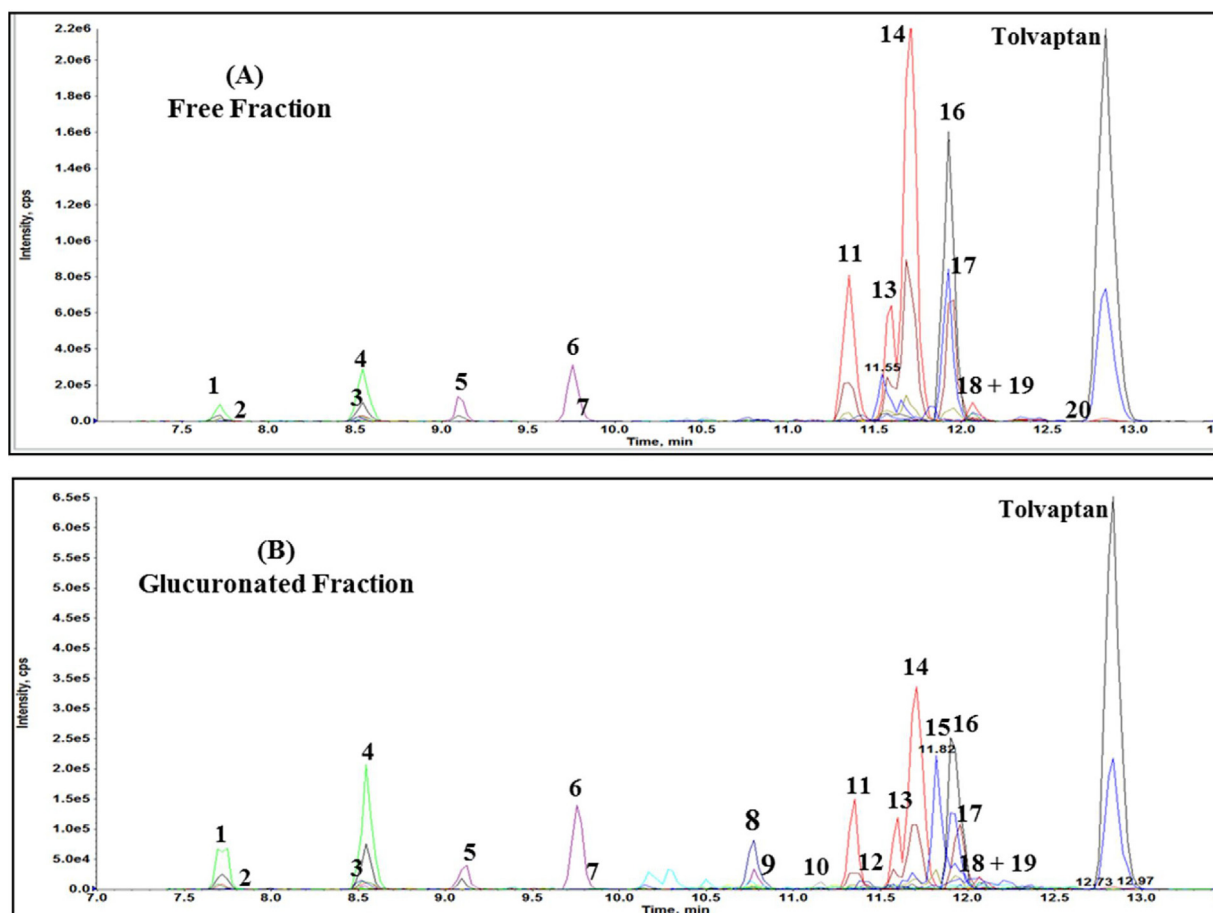 (A)
Free Fraction
Tolvaptan
2.2e6
2.0e6
1.8e6
1.6e6
1.4e6
1.2e6
1.0e6
8.0e5
6.0e5
4.0e5
2.0e5
0.0
Intensity, cps
1
2
3
4
5
6
7
11
13
11.55
14
16
17
18 + 19
20
7.5
8.0
8.5
9.0
9.5
10.0
10.5
11.0
11.5
12.0
12.5
13.0
Time, min
(B)
Glucuronated Fraction
Tolvaptan
6.5e5
6.0e5
5.5e5
5.0e5
4.5e5
4.0e5
3.5e5
3.0e5
2.5e5
2.0e5
1.5e5
1.0e5
5.0e4
0.0
Intensity, cps
1
2
3
4
5
6
7
8
9
10
11
12
13
14
15
11.82
16
17
18 + 19
12.73 12.97
7.0
7.5
8.0
8.5
9.0
9.5
10.0
10.5
11.0
11.5
12.0
12.5
13.0
Time, min